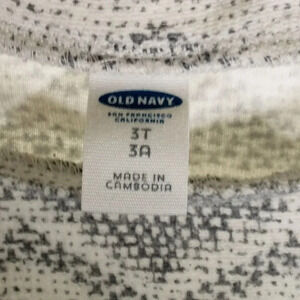 OLD NAVY
SAN FRANCISCO
CALIFORNIA
3T
3A
MADE IN
CAMBODIA